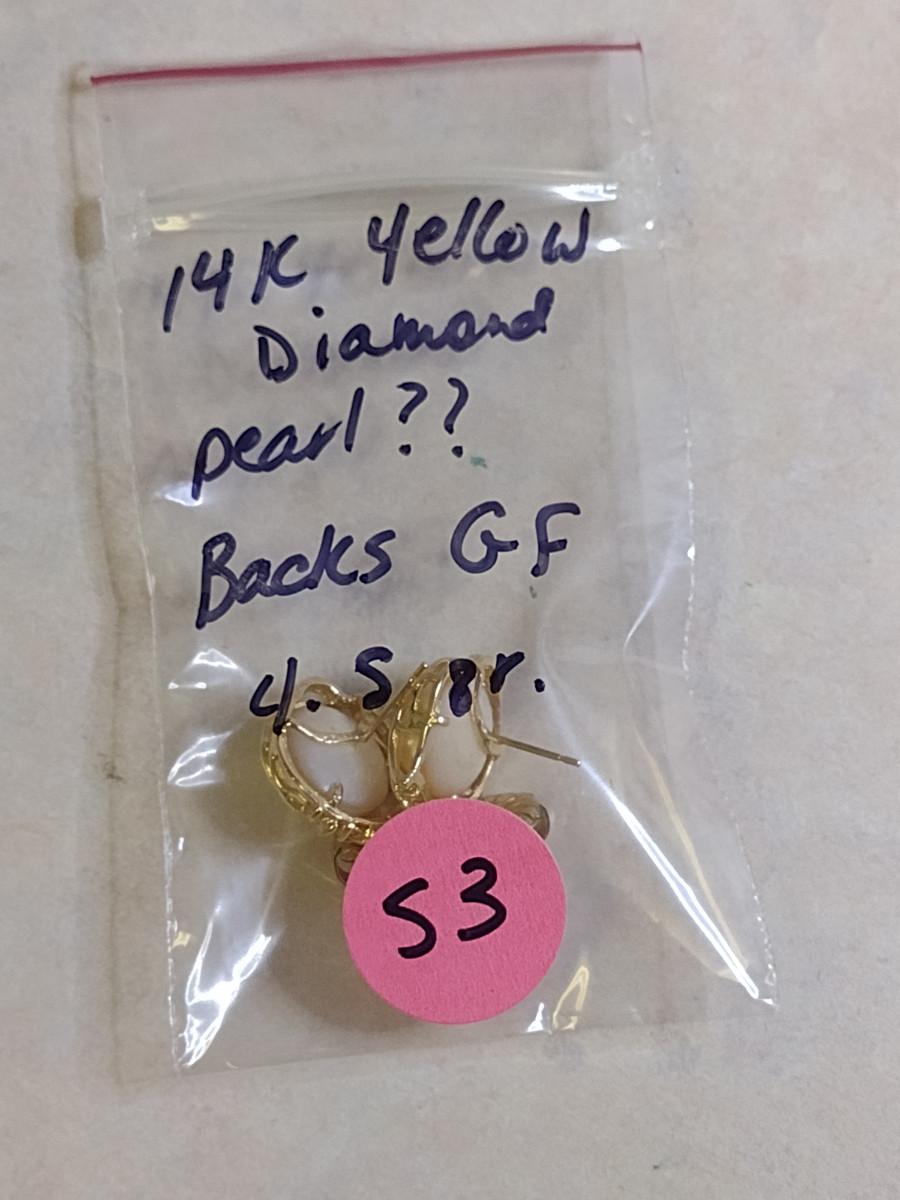 14K Yellow
Diamond
pearl??
Backs GF
4.5 gr.
53